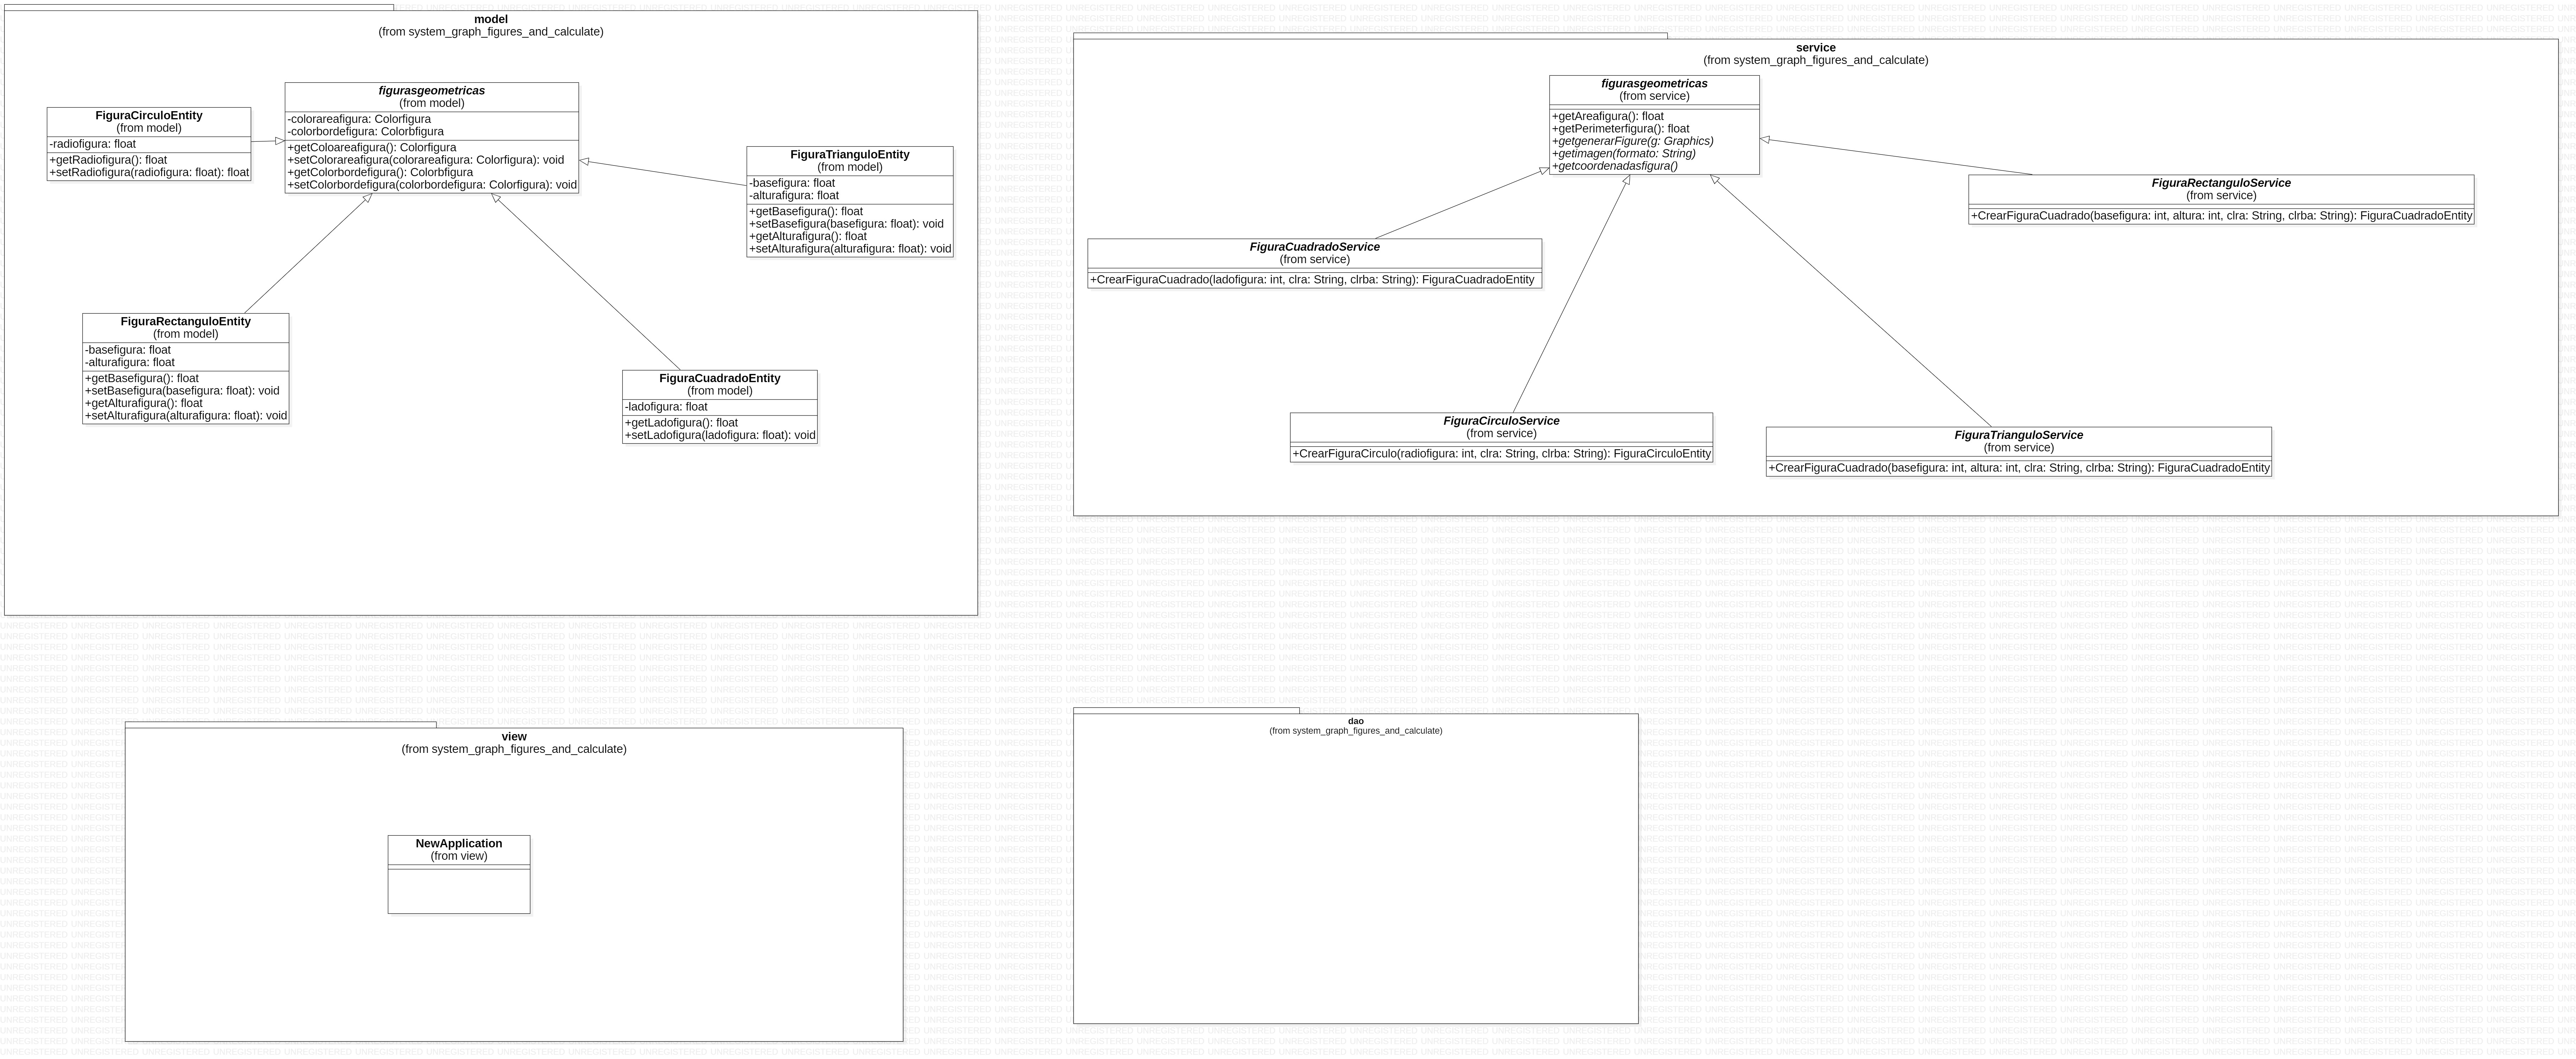 model
(from system_graph_figures_and_calculate)
figurasgeometricas
(from model)
-colorareafigura: Colorfigura
-colorbordefigura: Colorbfigura
+getColoareafigura(): Colorfigura
+setColorareafigura(colorareafigura: Colorfigura): void
+getColorbordefigura(): Colorbfigura
+setColorbordefigura(colorbordefigura: Colorfigura): void
FiguraCirculoEntity
(from model)
-radiofigura: float
+getRadiofigura(): float
+setRadiofigura(radiofigura: float): float
FiguraTrianguloEntity
(from model)
-basefigura: float
-alturafigura: float
+getBasefigura(): float
+setBasefigura(basefigura: float): void
+getAlturafigura(): float
+setAlturafigura(alturafigura: float): void
FiguraRectanguloEntity
(from model)
-basefigura: float
-alturafigura: float
+getBasefigura(): float
+setBasefigura(basefigura: float): void
+getAlturafigura(): float
+setAlturafigura(alturafigura: float): void
FiguraCuadradoEntity
(from model)
-ladofigura: float
+getLadofigura(): float
+setLadofigura(ladofigura: float): void
service
(from system_graph_figures_and_calculate)
figurasgeometricas
(from service)
+getAreafigura(): float
+getPerimeterfigura(): float
+getgenerarFigure(g: Graphics)
+getimagen(formato: String)
+getcoordenadasfigura()
FiguraRectanguloService
(from service)
+CrearFiguraCuadrado(basefigura: int, altura: int, clra: String, clrba: String): FiguraCuadradoEntity
FiguraCuadradoService
(from service)
+CrearFiguraCuadrado(ladofigura: int, clra: String, clrba: String): FiguraCuadradoEntity
FiguraCirculoService
(from service)
+CrearFiguraCirculo(radiofigura: int, clra: String, clrba: String): FiguraCirculoEntity
FiguraTrianguloService
(from service)
+CrearFiguraCuadrado(basefigura: int, altura: int, clra: String, clrba: String): FiguraCuadradoEntity
view
(from system_graph_figures_and_calculate)
NewApplication
(from view)
dao
(from system_graph_figures_and_calculate)
UNREGISTERED